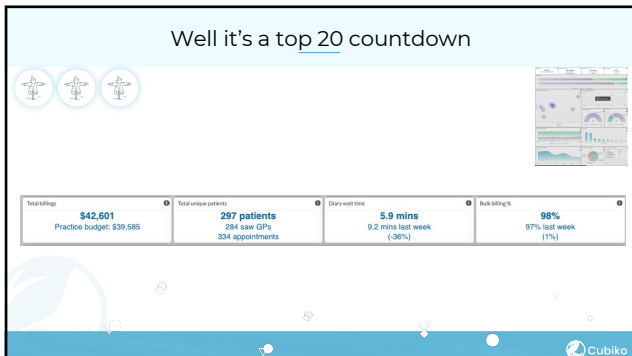 Well it's a top 20 countdown
Total billings
$42,601
Practice budget: $39,585
Total unique patients
297 patients
284 saw GPs
334 appointments
Diary wait time
5.9 mins
9.2 mins last week
(-36%)
Bulk billing %
98%
97% last week
(1%)
Cubiko